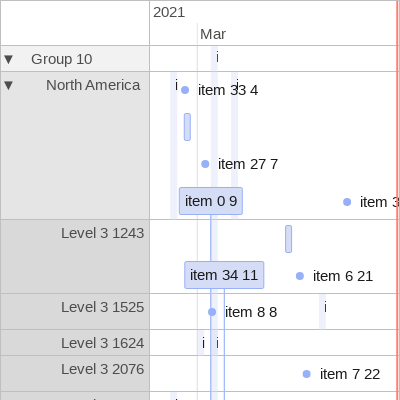 2021
Mar
▼ Group 10
i
▼ North America
i
item 33 4
i
item 27 7
item 0 9
item 3
Level 3 1243
item 34 11
item 6 21
Level 3 1525
item 8 8
i
Level 3 1624
i i
Level 3 2076
item 7 22